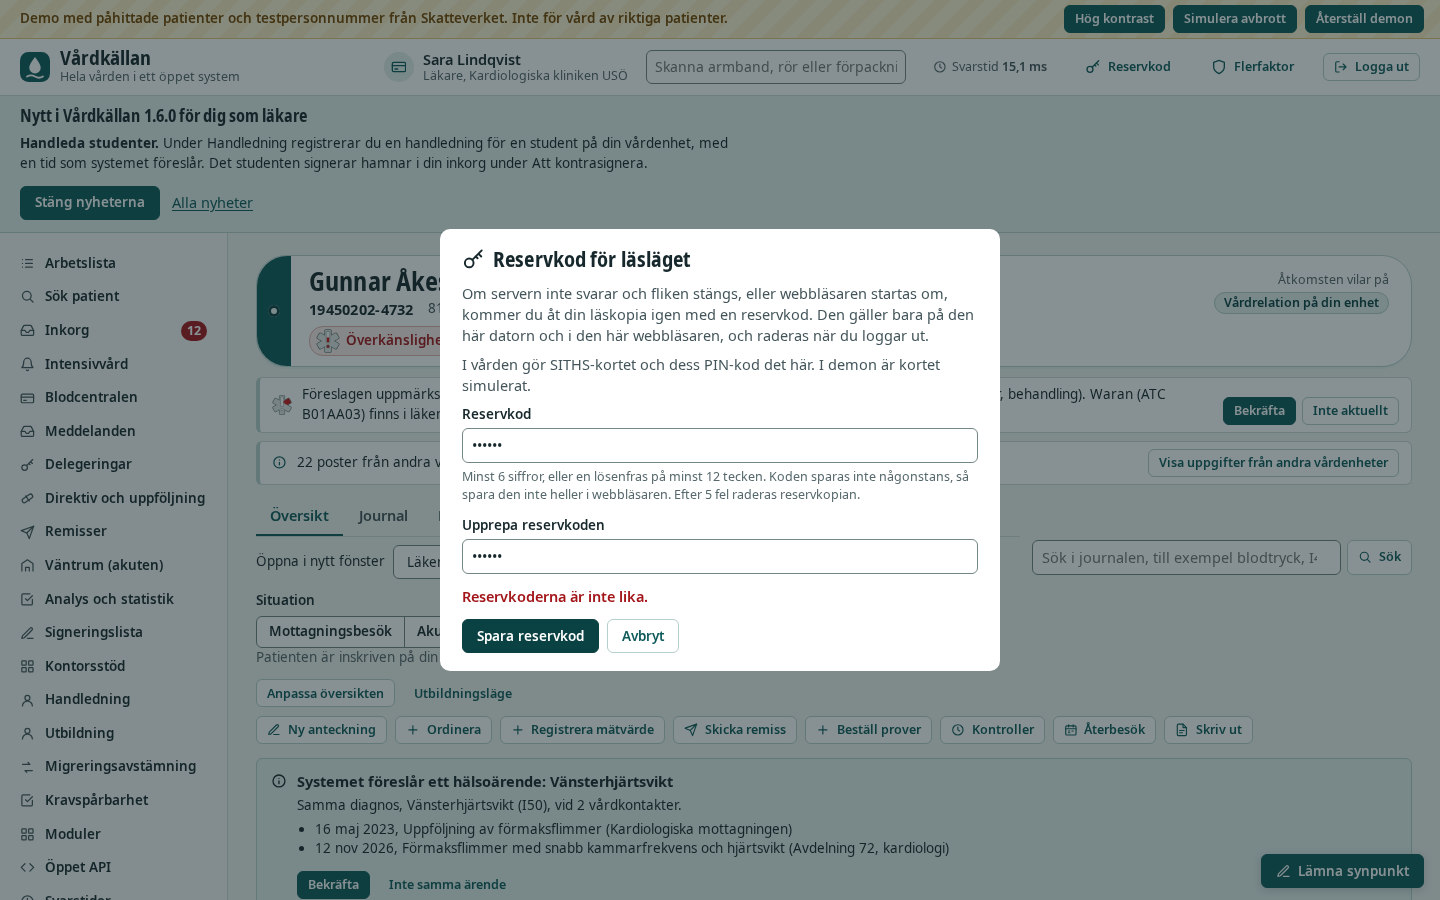 Demo med påhittade patienter och testpersonnummer från Skatteverket. Inte för vård av riktiga patienter.
Hög kontrast
Simulera avbrott
Återställ demon
Vårdkällan
Hela vården i ett öppet system
Sara Lindqvist
Läkare, Kardiologiska kliniken USÖ
Skanna armband, rör eller förpackni
Svarstid 15,1 ms
Reservkod
Flerfaktor
Logga ut
Nytt i Vårdkällan 1.6.0 för dig som läkare
Handleda studenter. Under Handledning registrerar du en handledning för en student på din vårdenhet, med
en tid som systemet föreslår. Det studenten signerar hamnar i din inkorg under Att kontrasignera.
Stäng nyheterna
Alla nyheter
Arbetslista
Sök patient
Inkorg
12
Intensivvård
Blodcentralen
Meddelanden
Delegeringar
Direktiv och uppföljning
Remisser
Väntrum (akuten)
Analys och statistik
Signeringslista
Kontorsstöd
Handledning
Utbildning
Migreringsavstämning
Kravspårbarhet
Moduler
Öppet API
Svarstider
Gunnar Åkes
19450202-4732
81
Överkänslighe
Åtkomsten vilar på
Vårdrelation på din enhet
Föreslagen uppmärks
, behandling). Waran (ATC
B01AA03) finns i läker
Bekräfta
Inte aktuellt
22 poster från andra v
Visa uppgifter från andra vårdenheter
Översikt
Journal
Öppna i nytt fönster
Läker
Sök i journalen, till exempel blodtryck, I4
Sök
Situation
Mottagningsbesök
Aku
Patienten är inskriven på din
Anpassa översikten
Utbildningsläge
Ny anteckning
Ordinera
Registrera mätvärde
Skicka remiss
Beställ prover
Kontroller
Återbesök
Skriv ut
Systemet föreslår ett hälsoärende: Vänsterhjärtsvikt
Samma diagnos, Vänsterhjärtsvikt (I50), vid 2 vårdkontakter.
16 maj 2023, Uppföljning av förmaksflimmer (Kardiologiska mottagningen)
12 nov 2026, Förmaksflimmer med snabb kammarfrekvens och hjärtsvikt (Avdelning 72, kardiologi)
Bekräfta
Inte samma ärende
Lämna synpunkt
Reservkod för läsläget
Om servern inte svarar och fliken stängs, eller webbläsaren startas om,
kommer du åt din läskopia igen med en reservkod. Den gäller bara på den
här datorn och i den här webbläsaren, och raderas när du loggar ut.
I vården gör SITHS-kortet och dess PIN-kod det här. I demon är kortet
simulerat.
Reservkod
••••••
Minst 6 siffror, eller en lösenfras på minst 12 tecken. Koden sparas inte någonstans, så
spara den inte heller i webbläsaren. Efter 5 fel raderas reservkopian.
Upprepa reservkoden
••••••
Reservkoderna är inte lika.
Spara reservkod
Avbryt